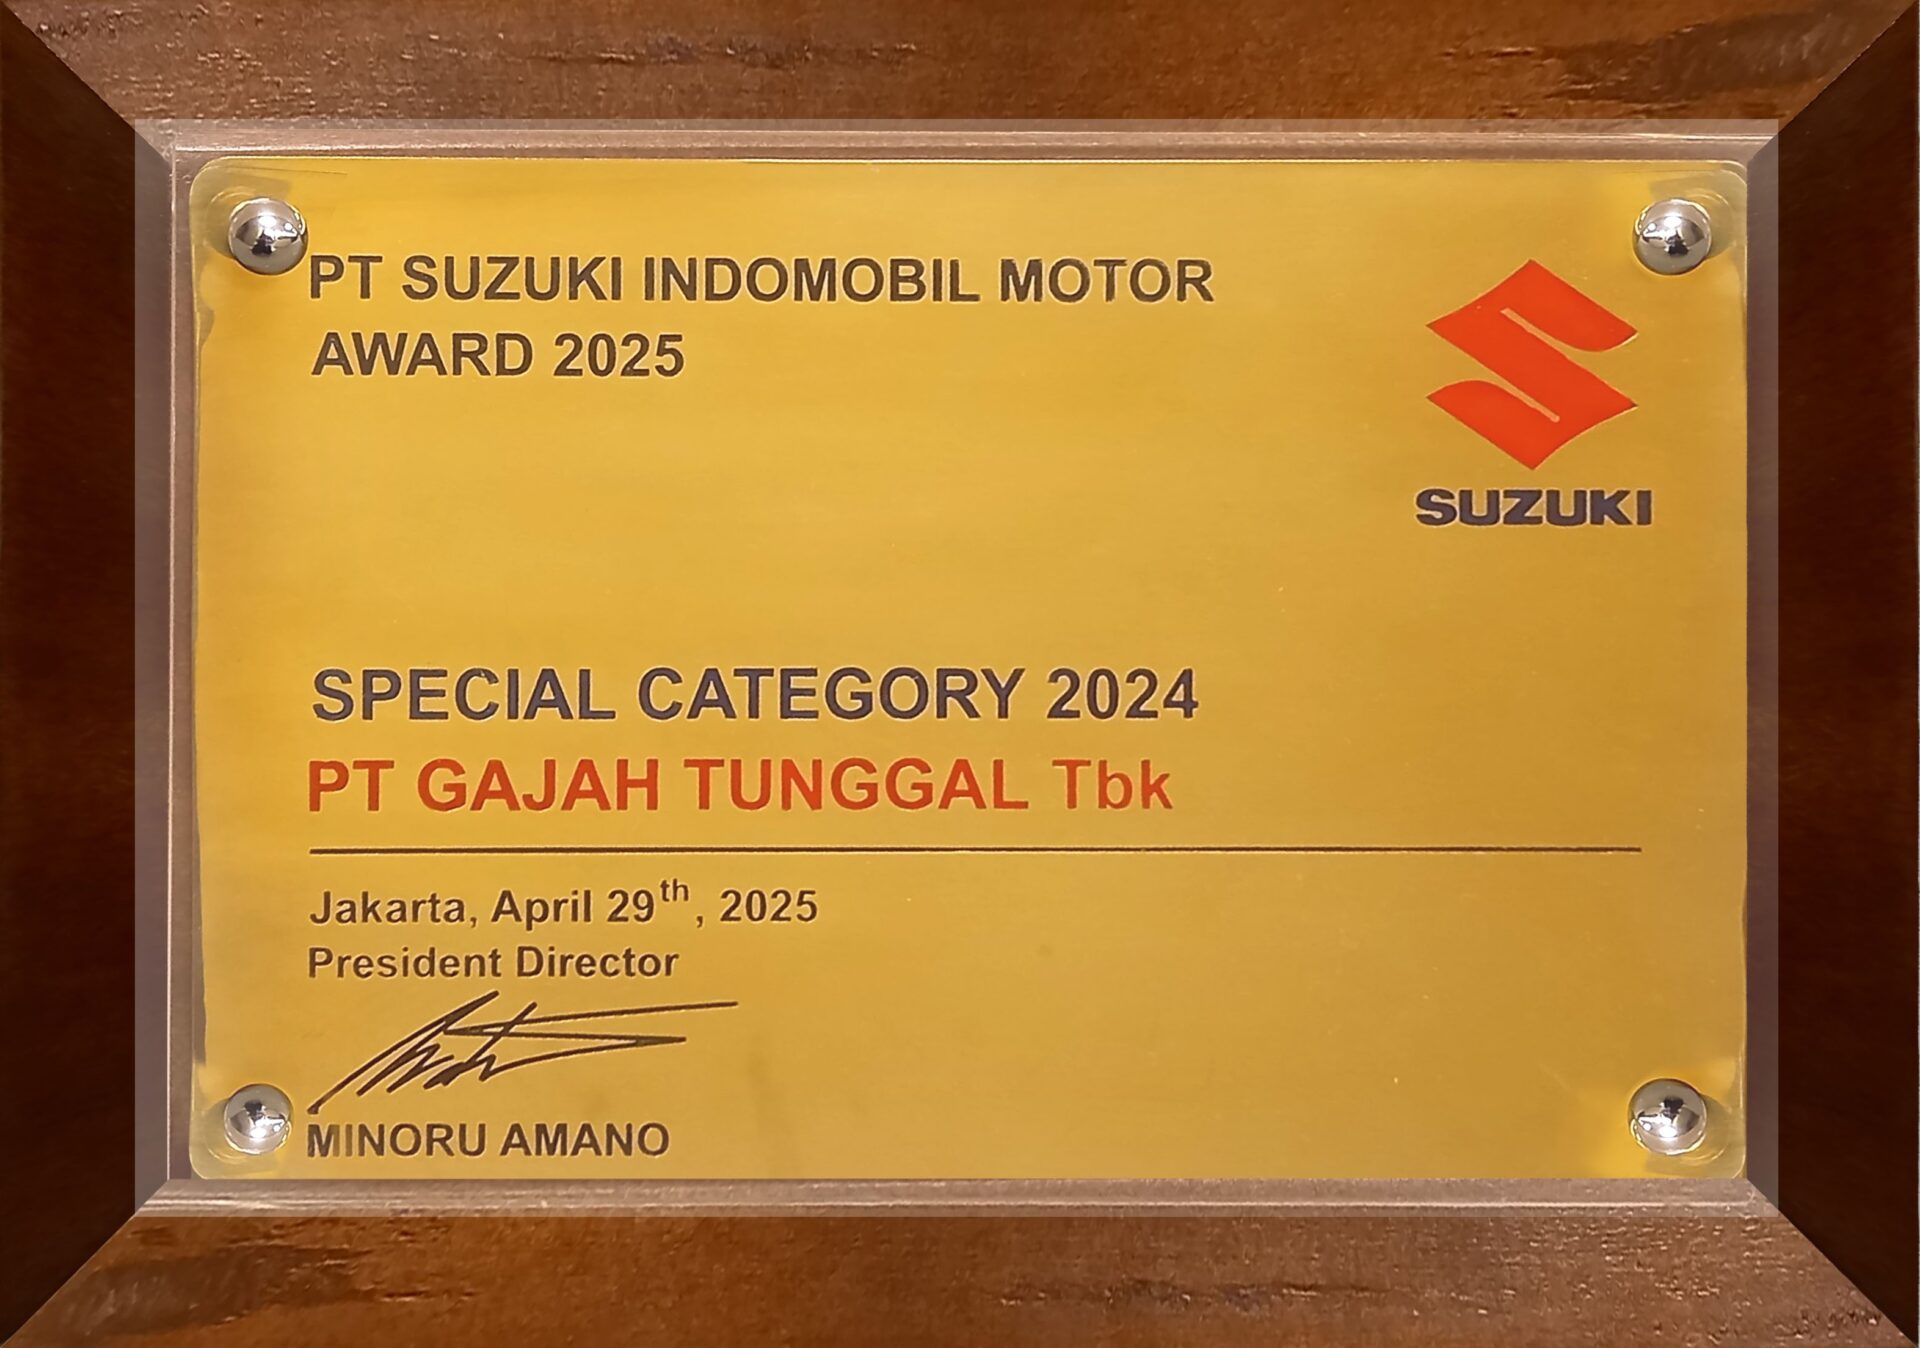 PT SUZUKI INDOMOBIL MOTOR
AWARD 2025
SUZUKI
SPECIAL CATEGORY 2024
PT GAJAH TUNGGAL Tbk
Jakarta, April 29th, 2025
President Director
MINORU AMANO